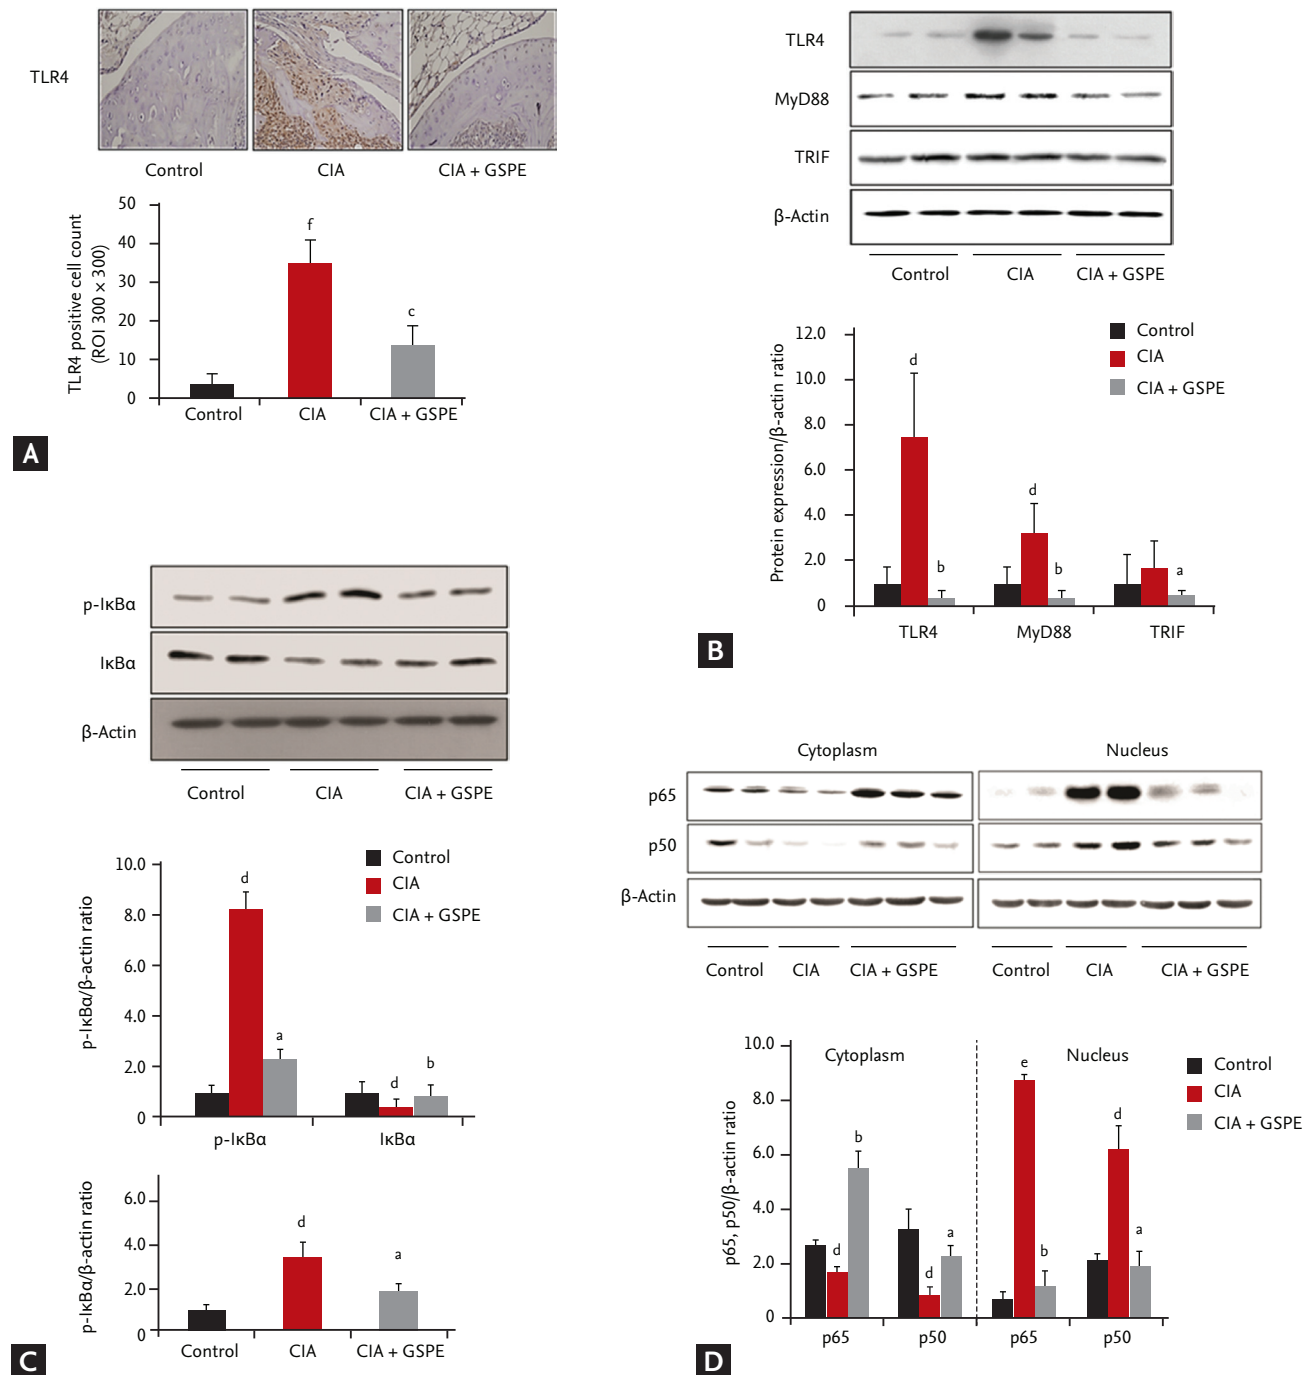 TLR4
Control
CIA
CIA + GSPE
TLR4 positive cell count
(ROI 300 × 300)
50
40
30
20
10
0
f
c
Control
CIA
CIA + GSPE
A
TLR4
MyD88
TRIF
β-Actin
Control
CIA
CIA + GSPE
Protein expression/β-actin ratio
12.0
10.0
8.0
6.0
4.0
2.0
0
Control
CIA
CIA + GSPE
d
b
d
b
a
TLR4
MyD88
TRIF
B
p-IκBα
IκBα
β-Actin
Control
CIA
CIA + GSPE
p-IκBα/β-actin ratio
10.0
8.0
6.0
4.0
2.0
0
Control
CIA
CIA + GSPE
d
a
d
b
p-IκBα
IκBα
p-IκBα/β-actin ratio
6.0
4.0
2.0
0
d
a
Control
CIA
CIA + GSPE
C
Cytoplasm
Nucleus
p65
p50
β-Actin
Control
CIA
CIA + GSPE
Control
CIA
CIA + GSPE
p65, p50/β-actin ratio
10.0
8.0
6.0
4.0
2.0
0
Cytoplasm
Nucleus
Control
CIA
CIA + GSPE
d
b
d
a
e
b
d
a
p65
p50
p65
p50
D